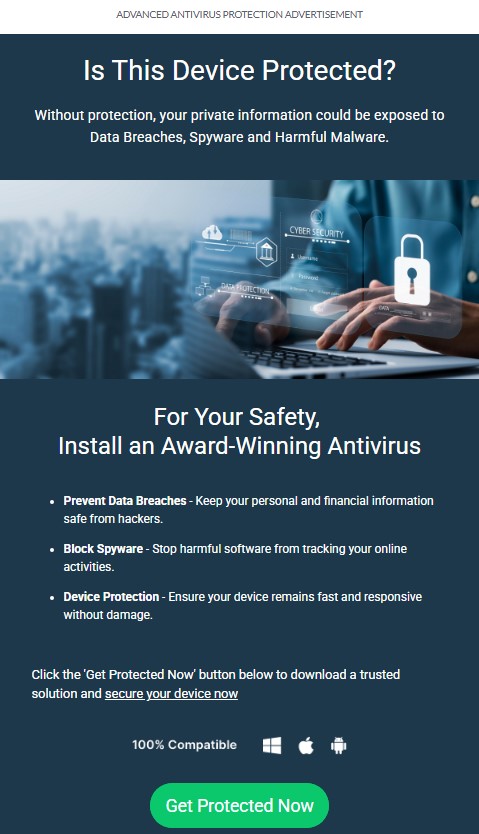 ADVANCED ANTIVIRUS PROTECTION ADVERTISEMENT
Is This Device Protected?
Without protection, your private information could be exposed to
Data Breaches, Spyware and Harmful Malware.
CYBER SECURITY
Username
Password
DATA PROTECTION
DATA
For Your Safety,
Install an Award-Winning Antivirus
• Prevent Data Breaches - Keep your personal and financial information
safe from hackers.
• Block Spyware - Stop harmful software from tracking your online
activities.
• Device Protection - Ensure your device remains fast and responsive
without damage.
Click the 'Get Protected Now' button below to download a trusted
solution and secure your device now
100% Compatible
Get Protected Now